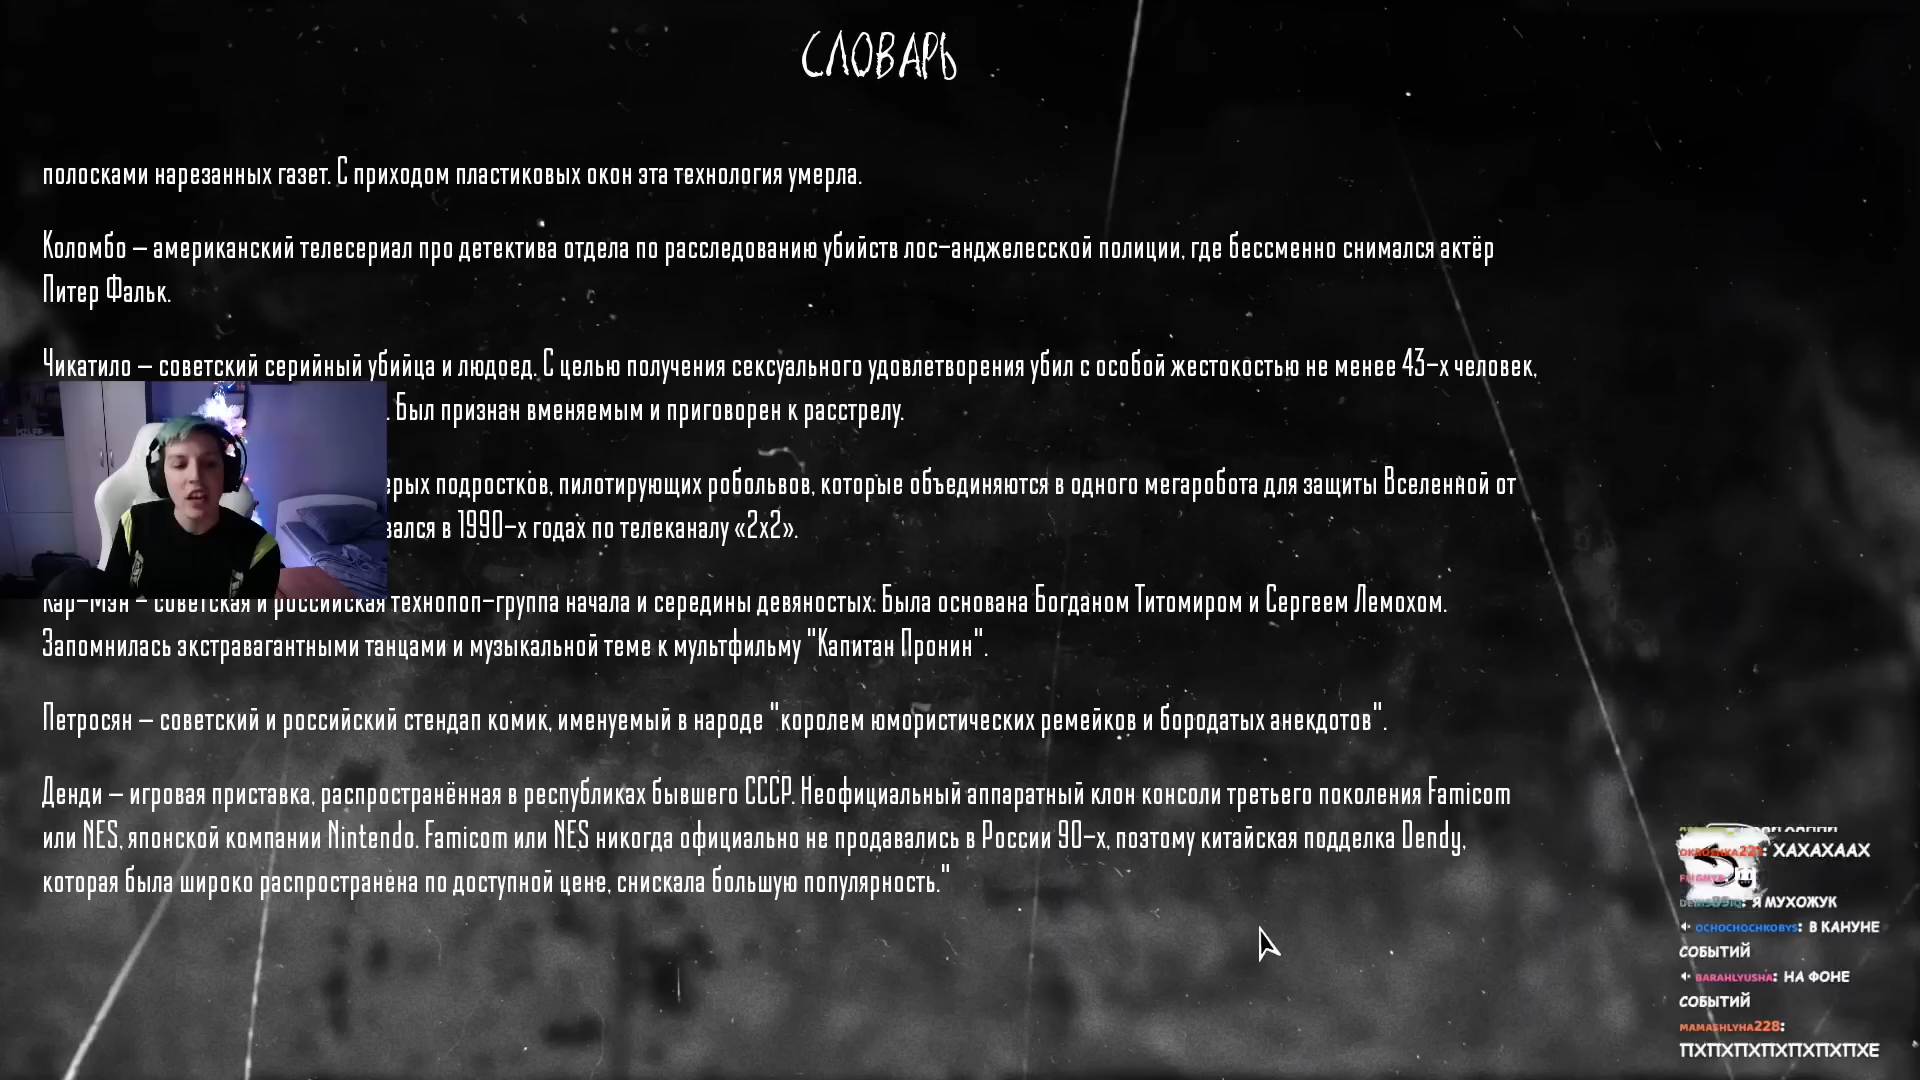 СЛОВАРЬ
полосками нарезанных газет. С приходом пластиковых окон эта технология умерла.
Коломбо – американский телесериал про детектива отдела по расследованию убийств лос-анджелесской полиции, где бессменно снимался актёр
Питер Фальк.
Чикатило – советский серийный убийца и людоед. С целью получения сексуального удовлетворения убил с особой жестокостью не менее 43-х человек,
. Был признан вменяемым и приговорен к расстрелу.
ерых подростков, пилотирующих робольвов, которые объединяются в одного мегаробота для защиты Вселенной от
вался в 1990-х годах по телеканалу «2х2».
Кар-Мэн – советская и российская технопоп-группа начала и середины девяностых. Была основана Богданом Титомиром и Сергеем Лемохом.
Запомнилась экстравагантными танцами и музыкальной теме к мультфильму "Капитан Пронин".
Петросян – советский и российский стендап комик, именуемый в народе "королем юмористических ремейков и бородатых анекдотов".
Денди – игровая приставка, распространённая в республиках бывшего СССР. Неофициальный аппаратный клон консоли третьего поколения Famicom
или NES, японской компании Nintendo. Famicom или NES никогда официально не продавались в России 90-х, поэтому китайская подделка Dendy,
которая была широко распространена по доступной цене, снискала большую популярность."
ХАХАХААХ
Я МУХОЖУК
OCHOCHOCHKOBYS: В КАНУНЕ
СОБЫТИЙ
BARAHLYUSHA: НА ФОНЕ
СОБЫТИЙ
MAMASHLYHA228:
ПХПХПХПХПХПХПХЕ